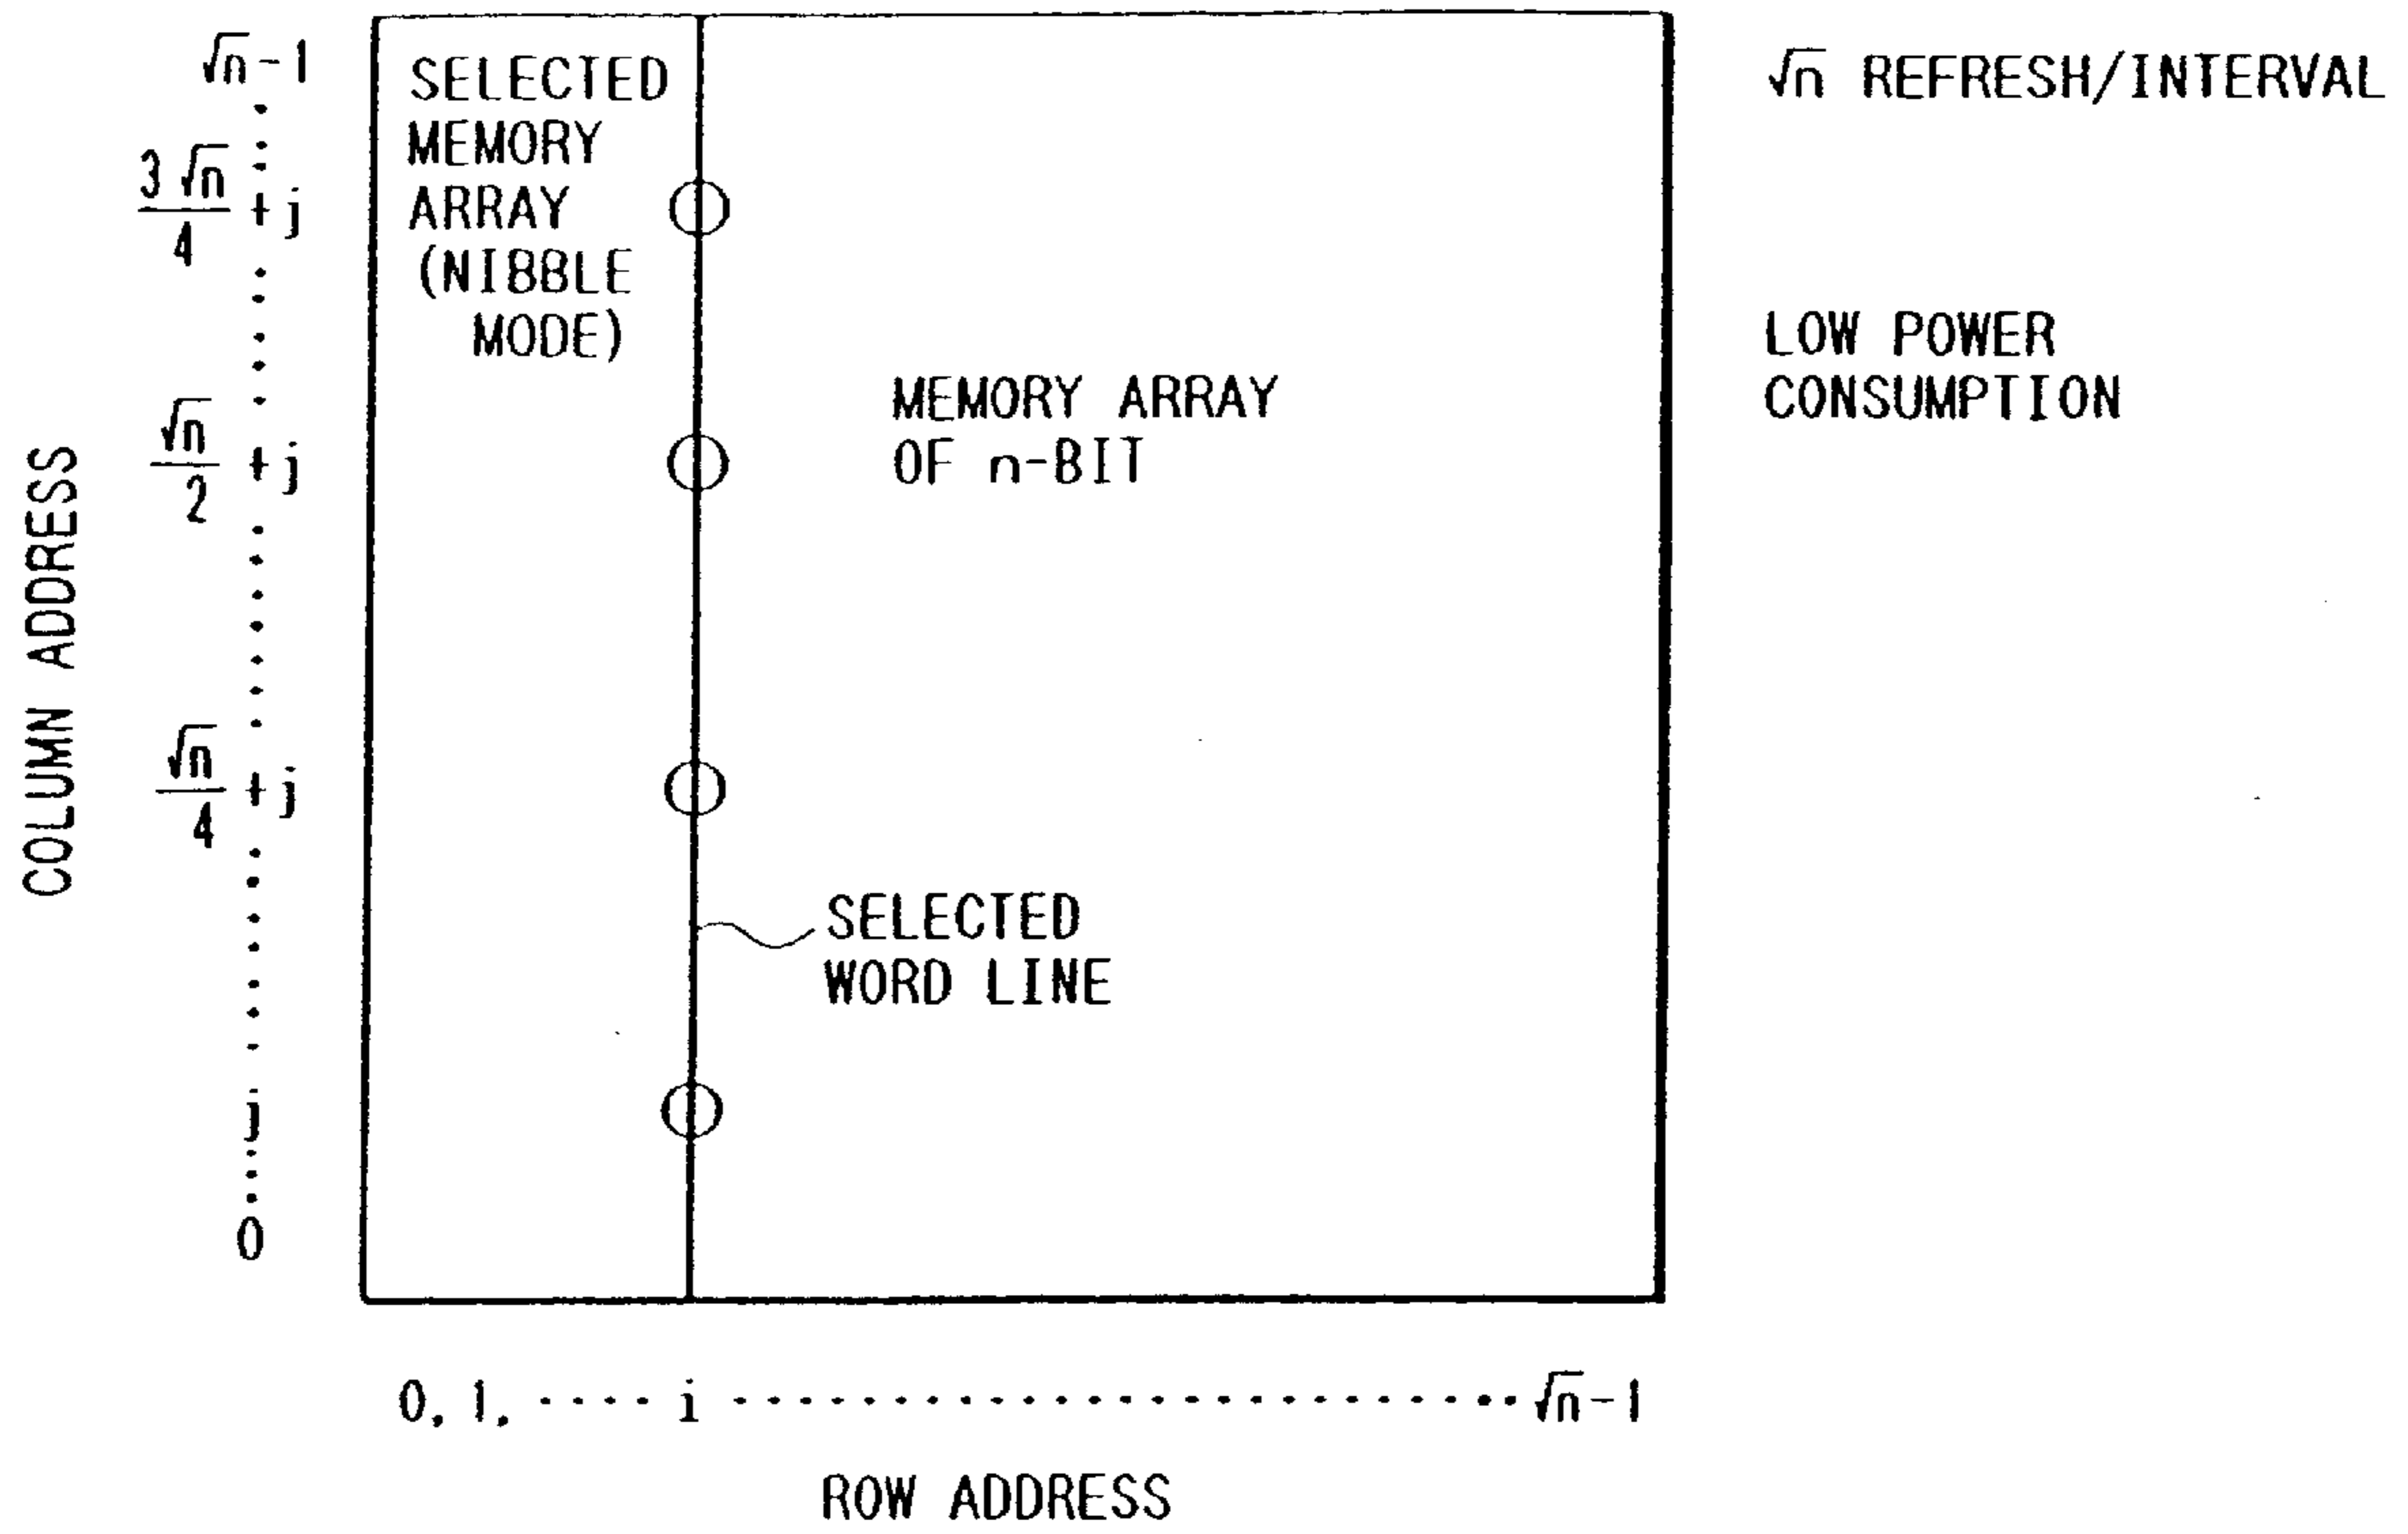 √n-1
3√n/4 +j
√n/2 +j
√n/4 +j
j
0
COLUMN ADDRESS
SELECTED
MEMORY
ARRAY
(NIBBLE
MODE)
MEMORY ARRAY
OF n-BIT
SELECTED
WORD LINE
√n REFRESH/INTERVAL
LOW POWER
CONSUMPTION
0, 1, ···· i ························ √n-1
ROW ADDRESS